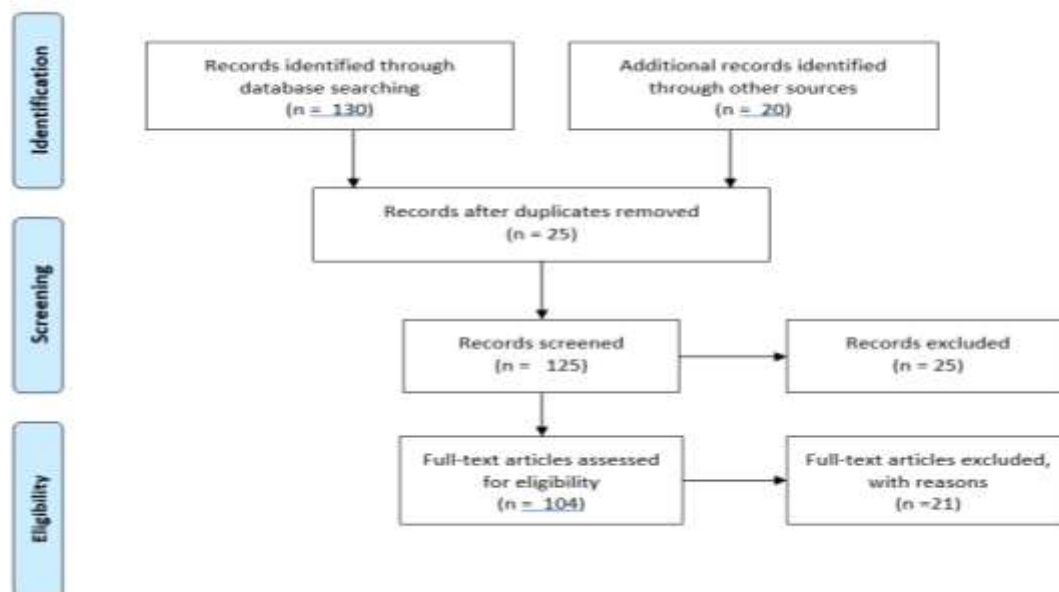 Identification
Records identified through
database searching
(n = 130)
Additional records identified
through other sources
(n = 20)
Records after duplicates removed
(n = 25)
Screening
Records screened
(n = 125)
Records excluded
(n = 25)
Eligibility
Full-text articles assessed
for eligibility
(n = 104)
Full-text articles excluded,
with reasons
(n =21)